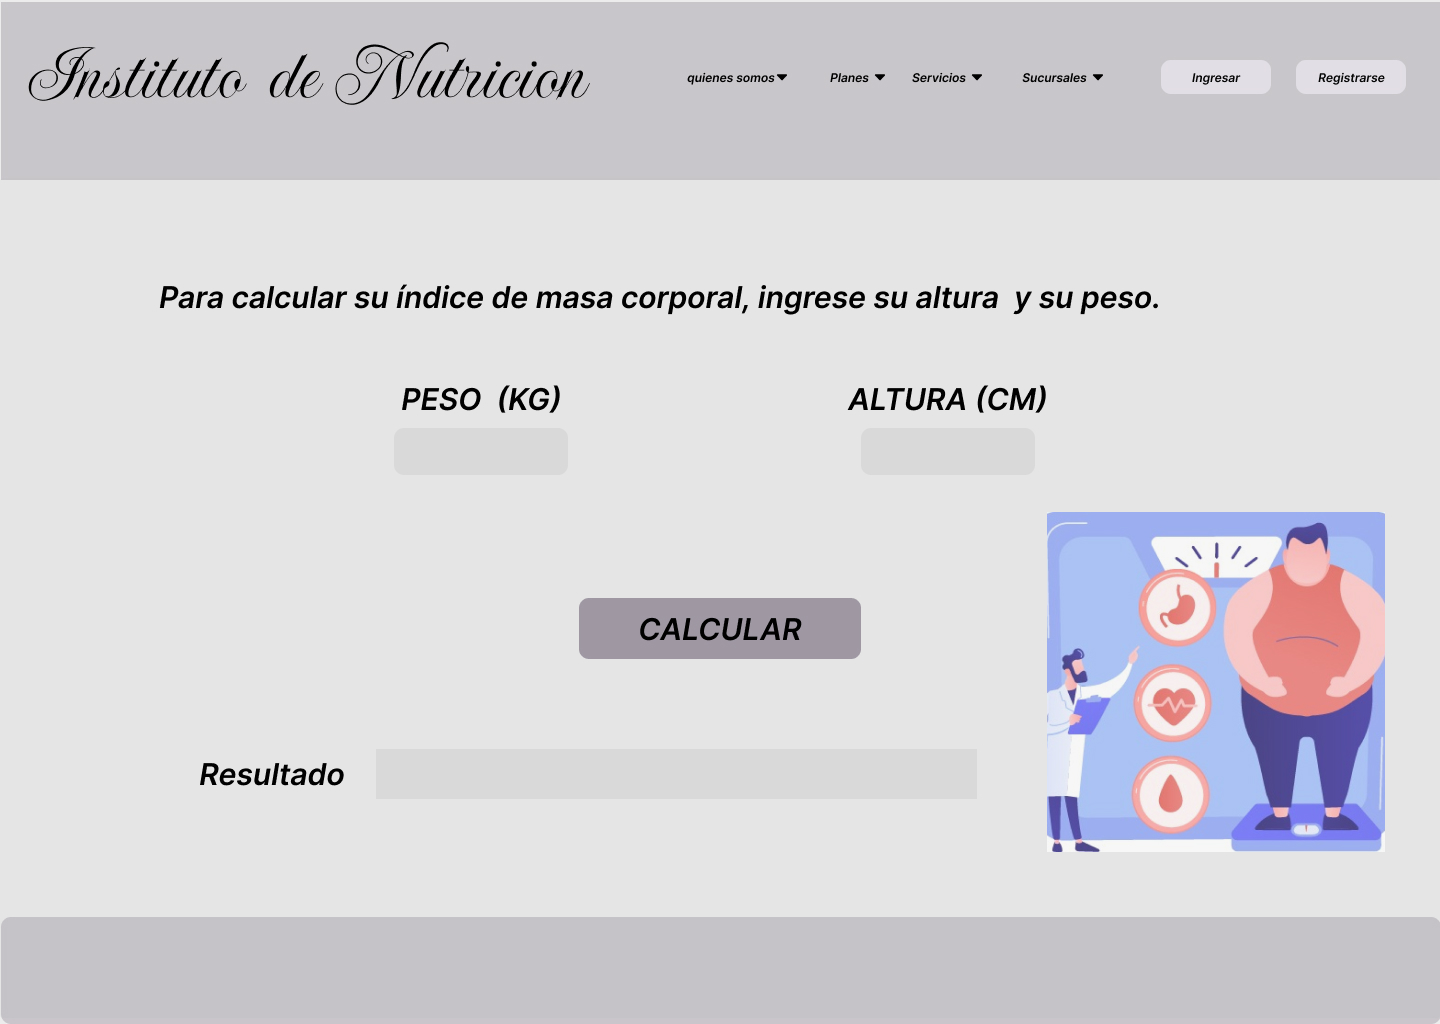 Instituto de Nutricion
quienes somos Planes Servicios Sucursales Ingresar Registrarse
Para calcular su índice de masa corporal, ingrese su altura y su peso.
PESO (KG) ALTURA (CM)
CALCULAR
Resultado